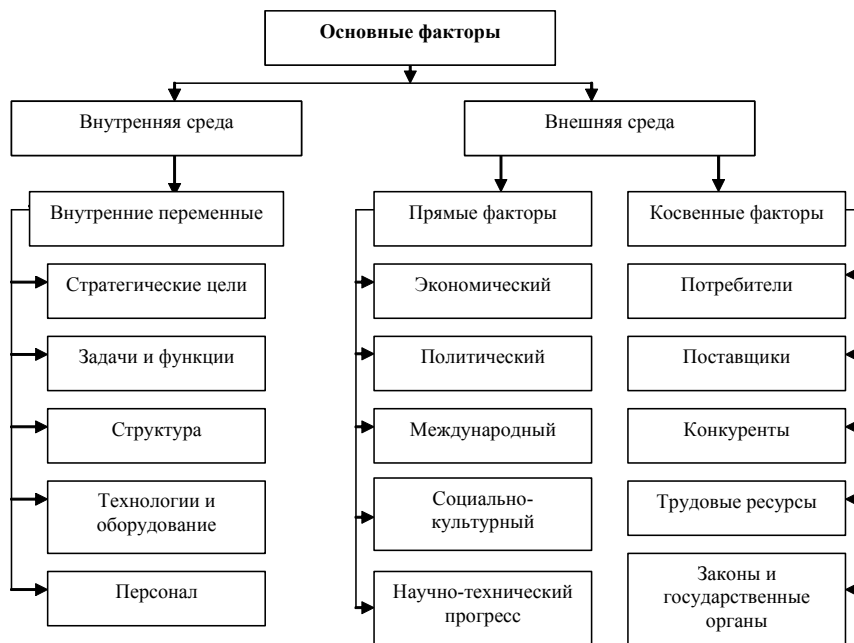 Основные факторы
Внутренняя среда
Внешняя среда
Внутренние переменные
Прямые факторы
Косвенные факторы
Стратегические цели
Экономический
Потребители
Задачи и функции
Политический
Поставщики
Структура
Международный
Конкуренты
Технологии и
оборудование
Социально-
культурный
Трудовые ресурсы
Персонал
Научно-технический
прогресс
Законы и
государственные
органы